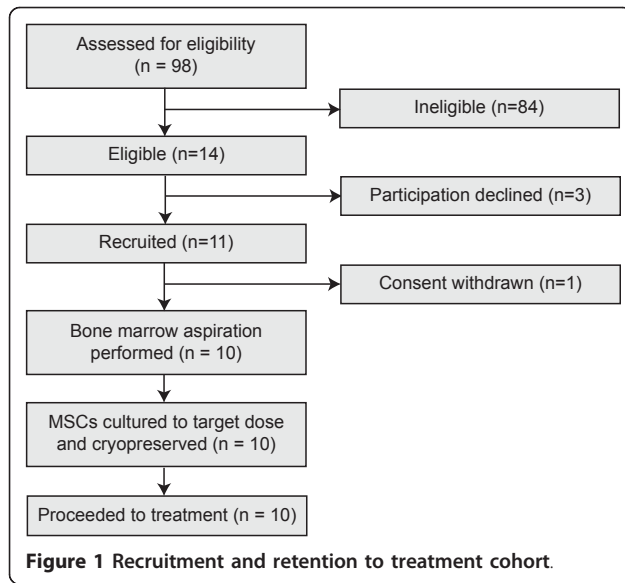 Assessed for eligibility
(n = 98)
Ineligible (n=84)
Eligible (n=14)
Participation declined (n=3)
Recruited (n=11)
Consent withdrawn (n=1)
Bone marrow aspiration
performed (n = 10)
MSCs cultured to target dose
and cryopreserved (n = 10)
Proceeded to treatment (n = 10)
Figure 1 Recruitment and retention to treatment cohort.